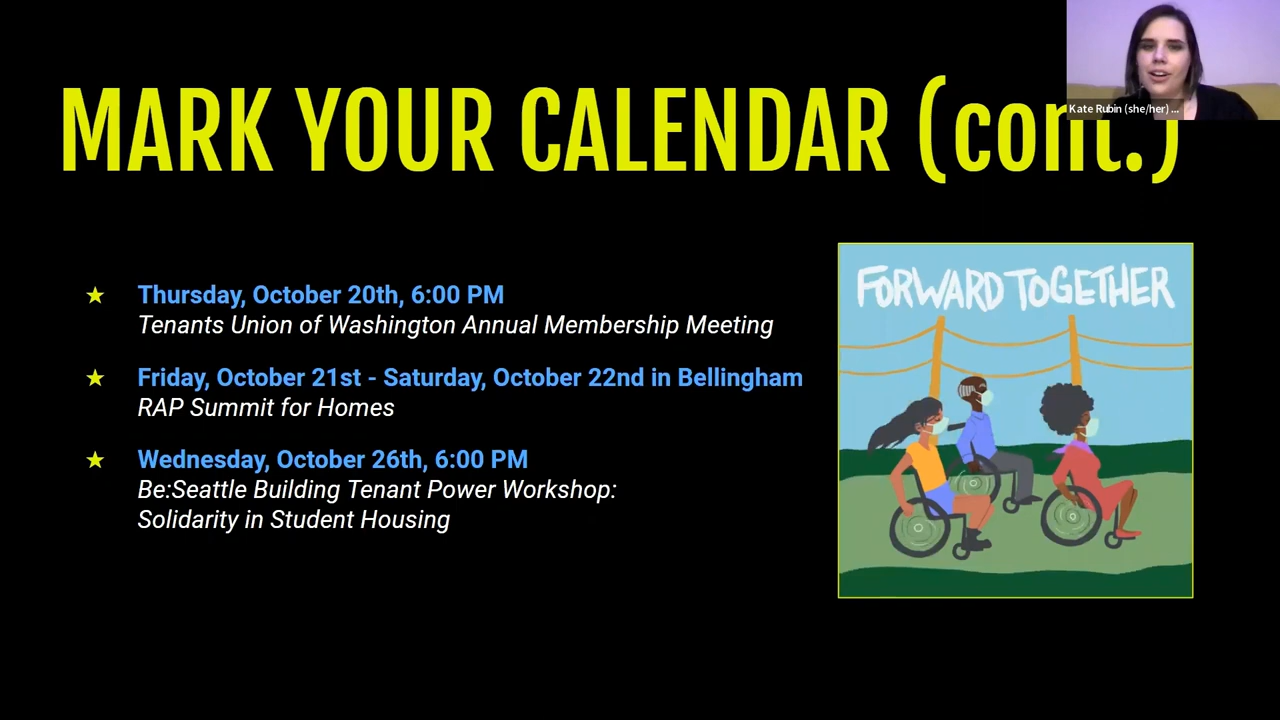 MARK YOUR CALENDAR (cont.)
Kate Rubin (she/her) ...
★ Thursday, October 20th, 6:00 PM
Tenants Union of Washington Annual Membership Meeting
★ Friday, October 21st - Saturday, October 22nd in Bellingham
RAP Summit for Homes
★ Wednesday, October 26th, 6:00 PM
Be:Seattle Building Tenant Power Workshop:
Solidarity in Student Housing
FORWARD TOGETHER